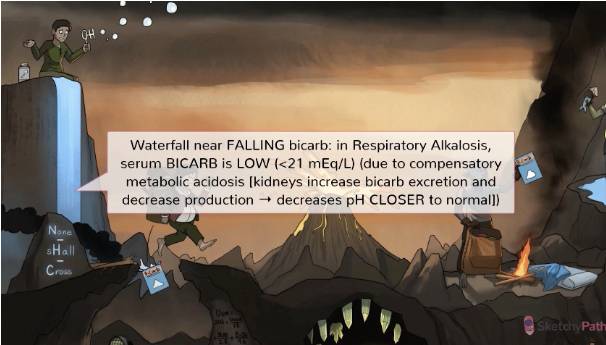 OH
Waterfall near FALLING bicarb: in Respiratory Alkalosis,
serum BICARB is LOW (<21 mEq/L) (due to compensatory
metabolic acidosis [kidneys increase bicarb excretion and
decrease production → decreases pH CLOSER to normal])
None
sHall
Cross
SketchyPath